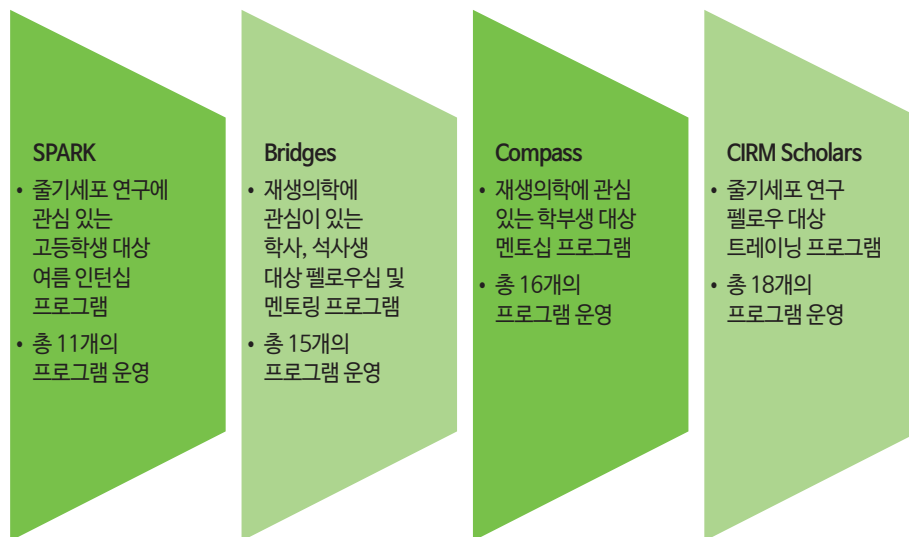 SPARK
• 줄기세포 연구에
관심 있는
고등학생 대상
여름 인턴십
프로그램
• 총 11개의
프로그램 운영
Bridges
• 재생의학에
관심이 있는
학사, 석사생
대상 펠로우십 및
멘토링 프로그램
• 총 15개의
프로그램 운영
Compass
• 재생의학에 관심
있는 학부생 대상
멘토십 프로그램
• 총 16개의
프로그램 운영
CIRM Scholars
• 줄기세포 연구
펠로우 대상
트레이닝 프로그램
• 총 18개의
프로그램 운영